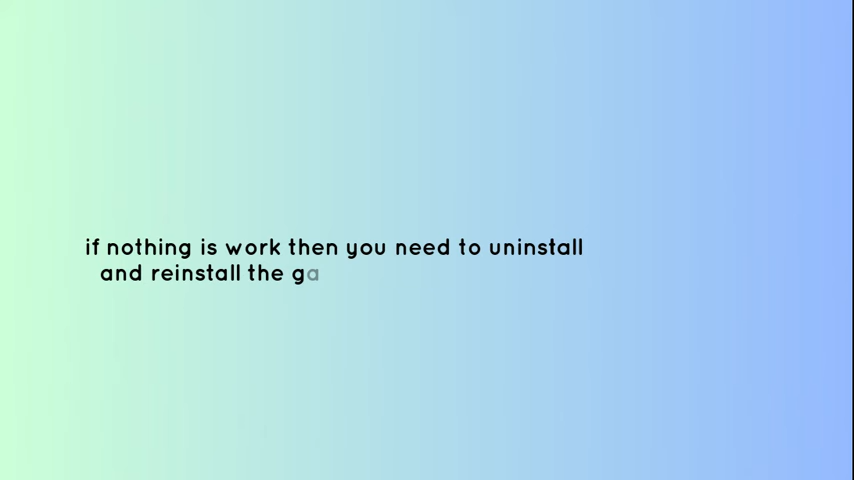 if nothing is work then you need to uninstall
and reinstall the ga